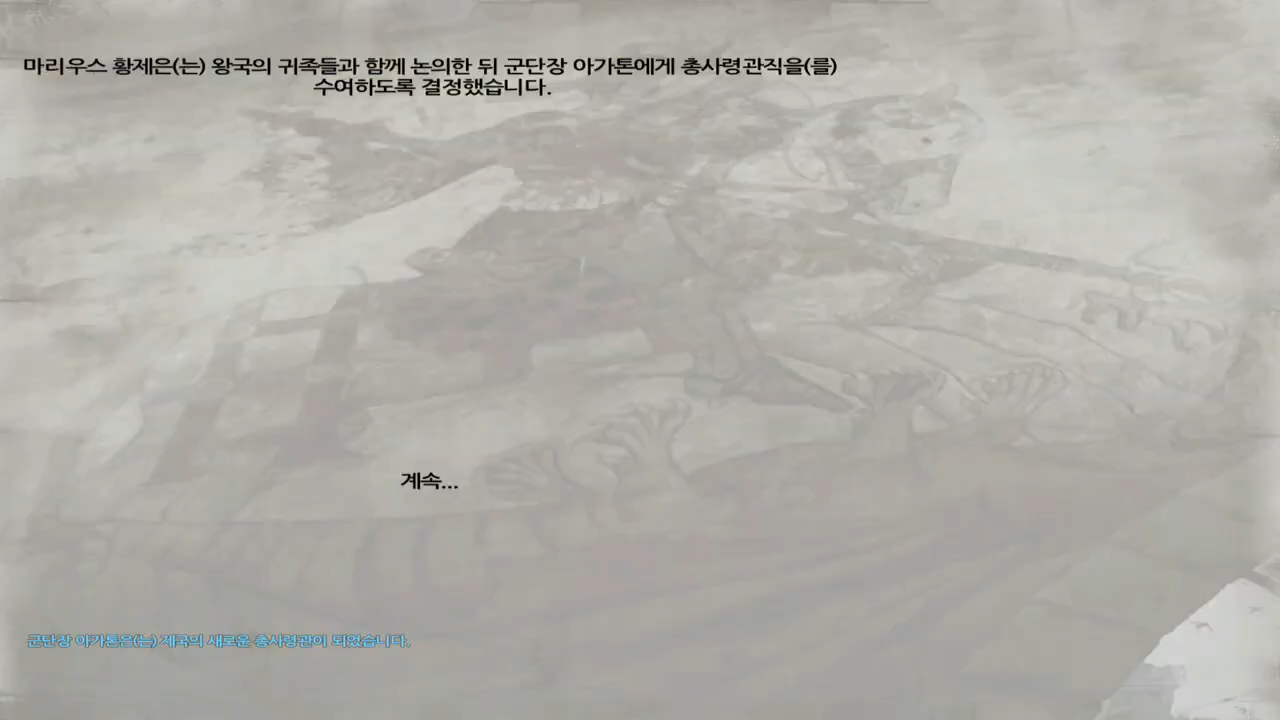 마리우스 황제은(는) 왕국의 귀족들과 함께 논의한 뒤 군단장 아가톤에게 총사령관직을(를)
수여하도록 결정했습니다.
계속...
군단장 아가톤은(는) 제국의 새로운 총사령관이 되었습니다.